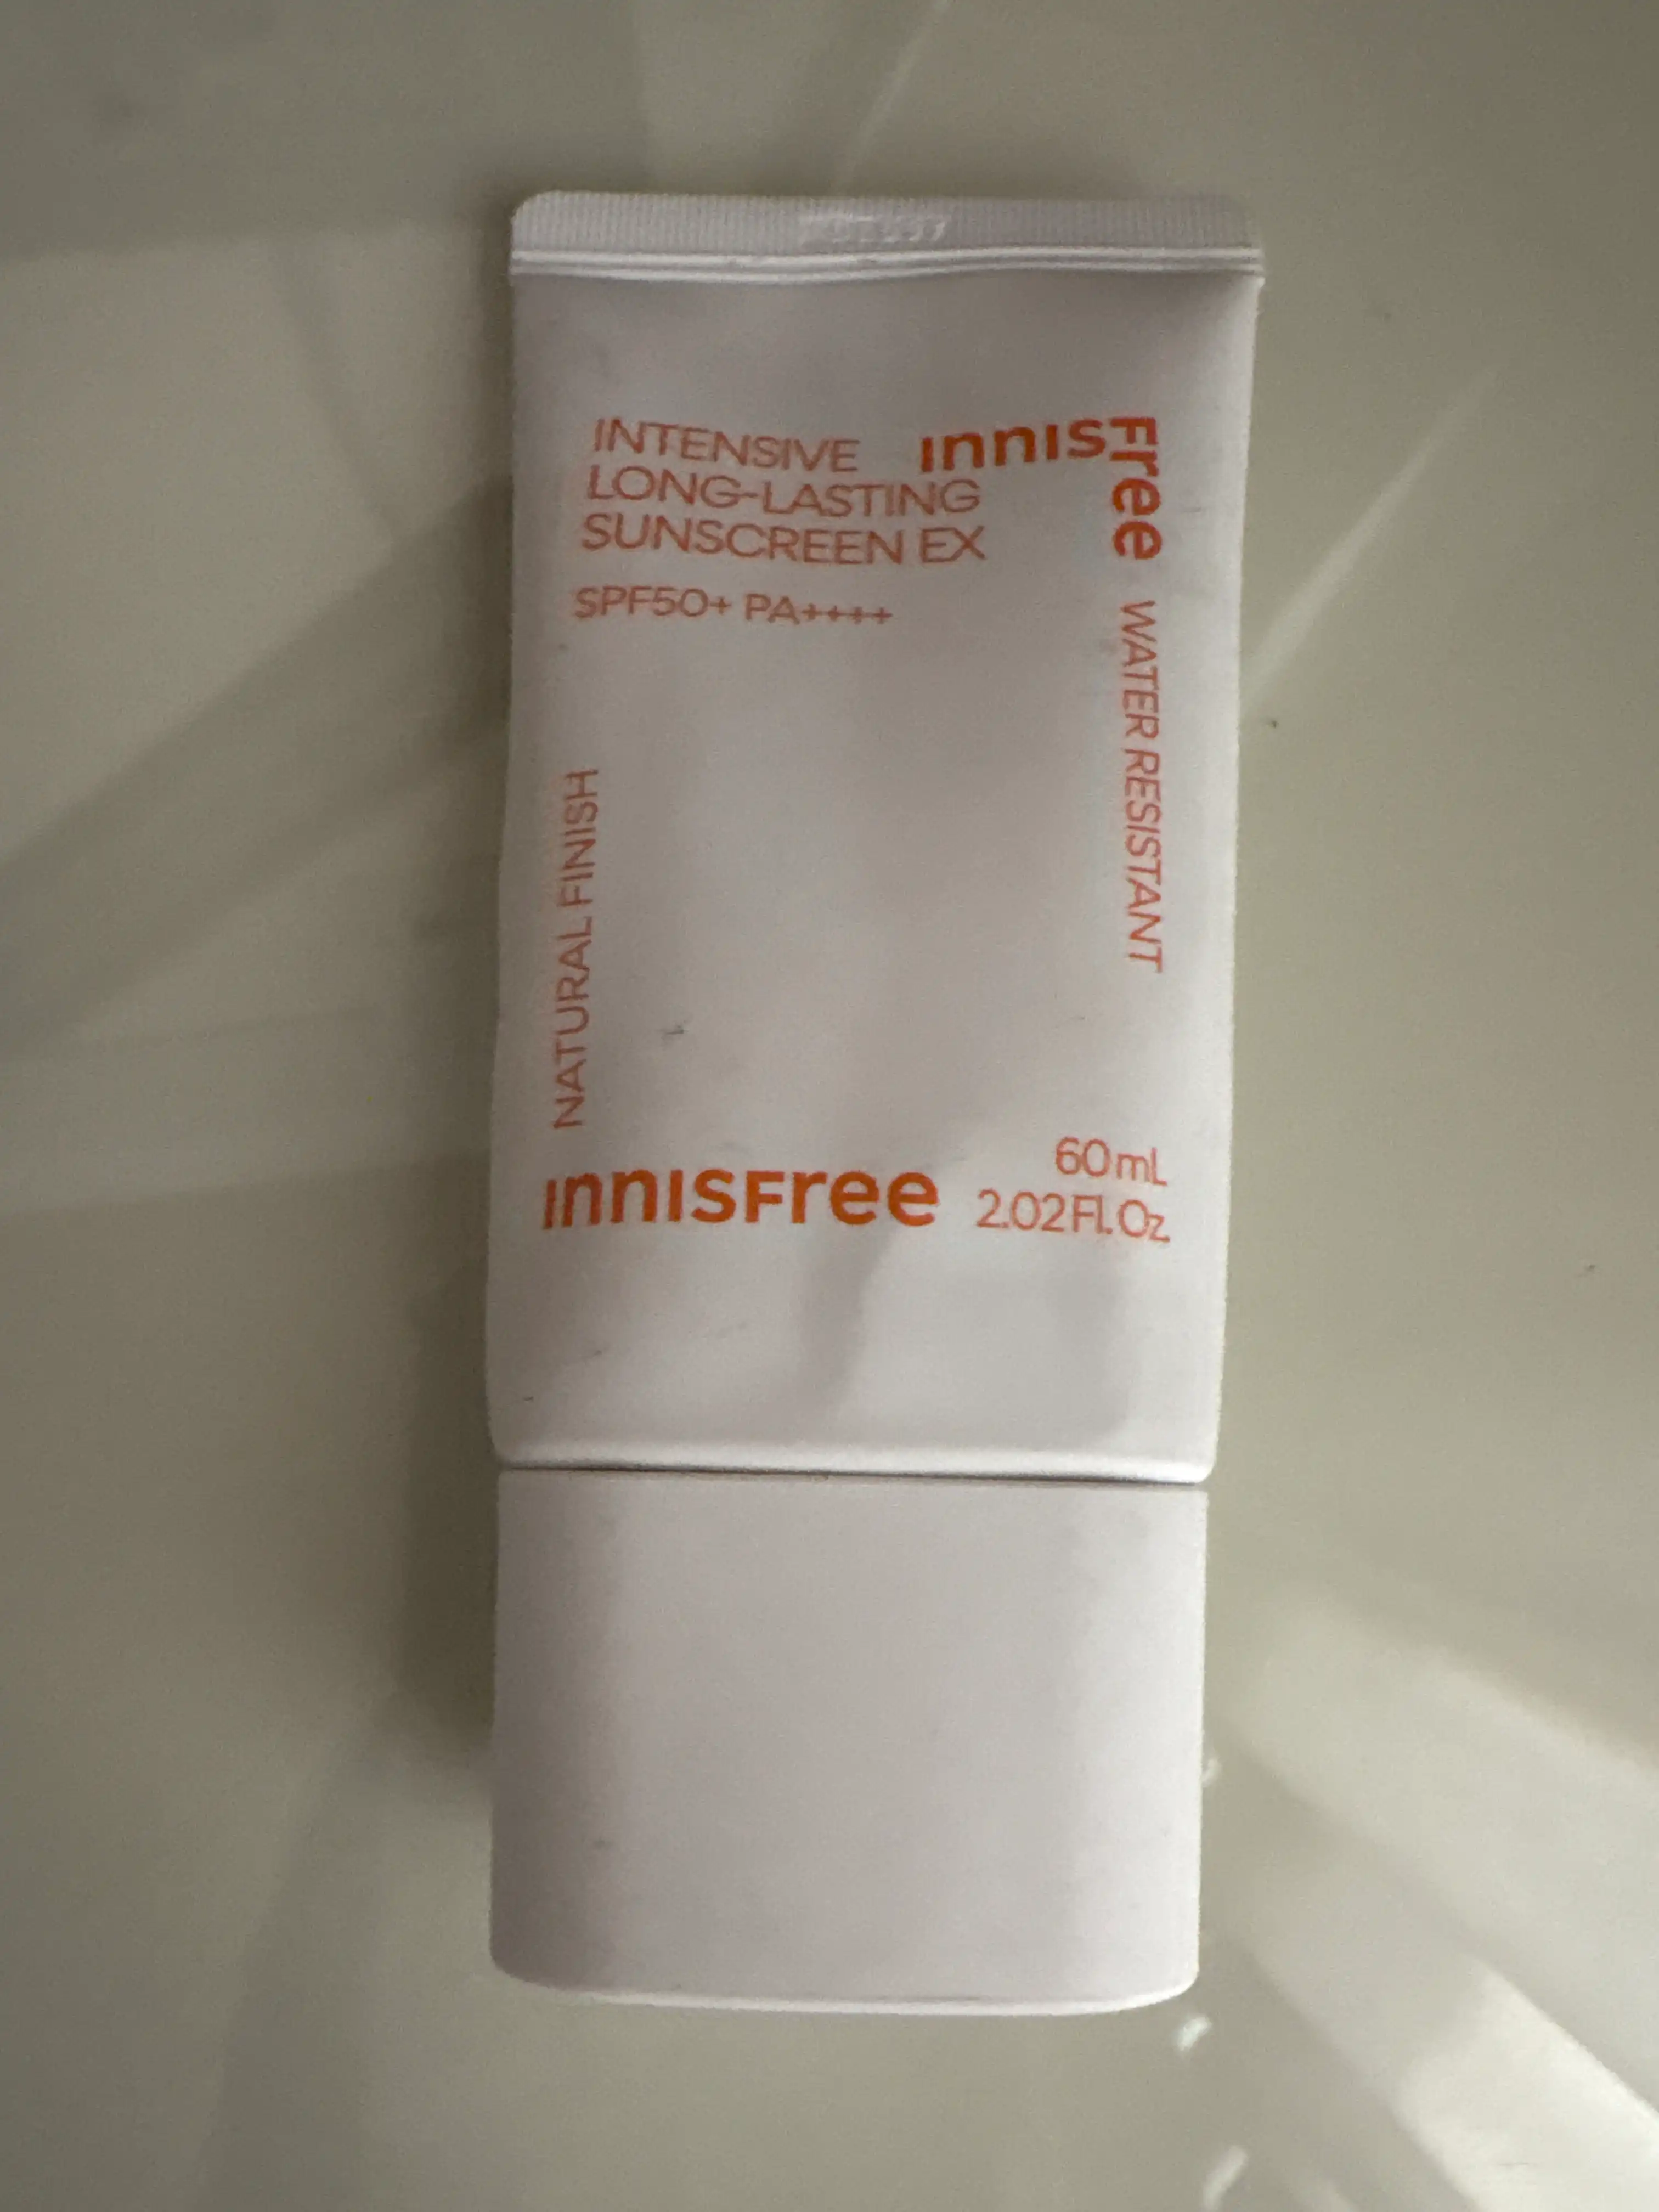 INTENSIVE
LONG-LASTING
SUNSCREEN EX
SPF50+ PA++++
INNISFree
WATER RESISTANT
NATURAL FINISH
INNISFree
60mL
2.02Fl.Oz